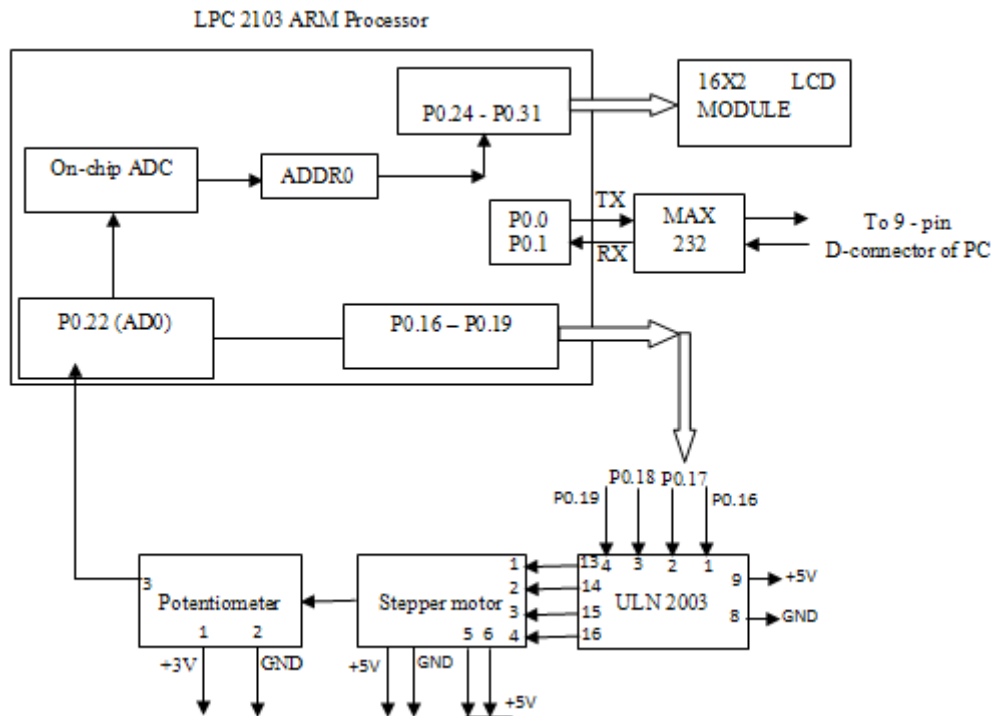 LPC 2103 ARM Processor
P0.24 - P0.31
16X2 LCD
MODULE
On-chip ADC
ADDR0
P0.0
P0.1
TX
RX
MAX
232
To 9 - pin
D-connector of PC
P0.22 (AD0)
P0.16 – P0.19
P0.19
P0.18
P0.17
P0.16
13
4
3
2
1
14
15
16
ULN 2003
9
+5V
8
GND
1
2
3
4
Stepper motor
5
6
+5V
GND
+5V
3
Potentiometer
1
2
+3V
GND